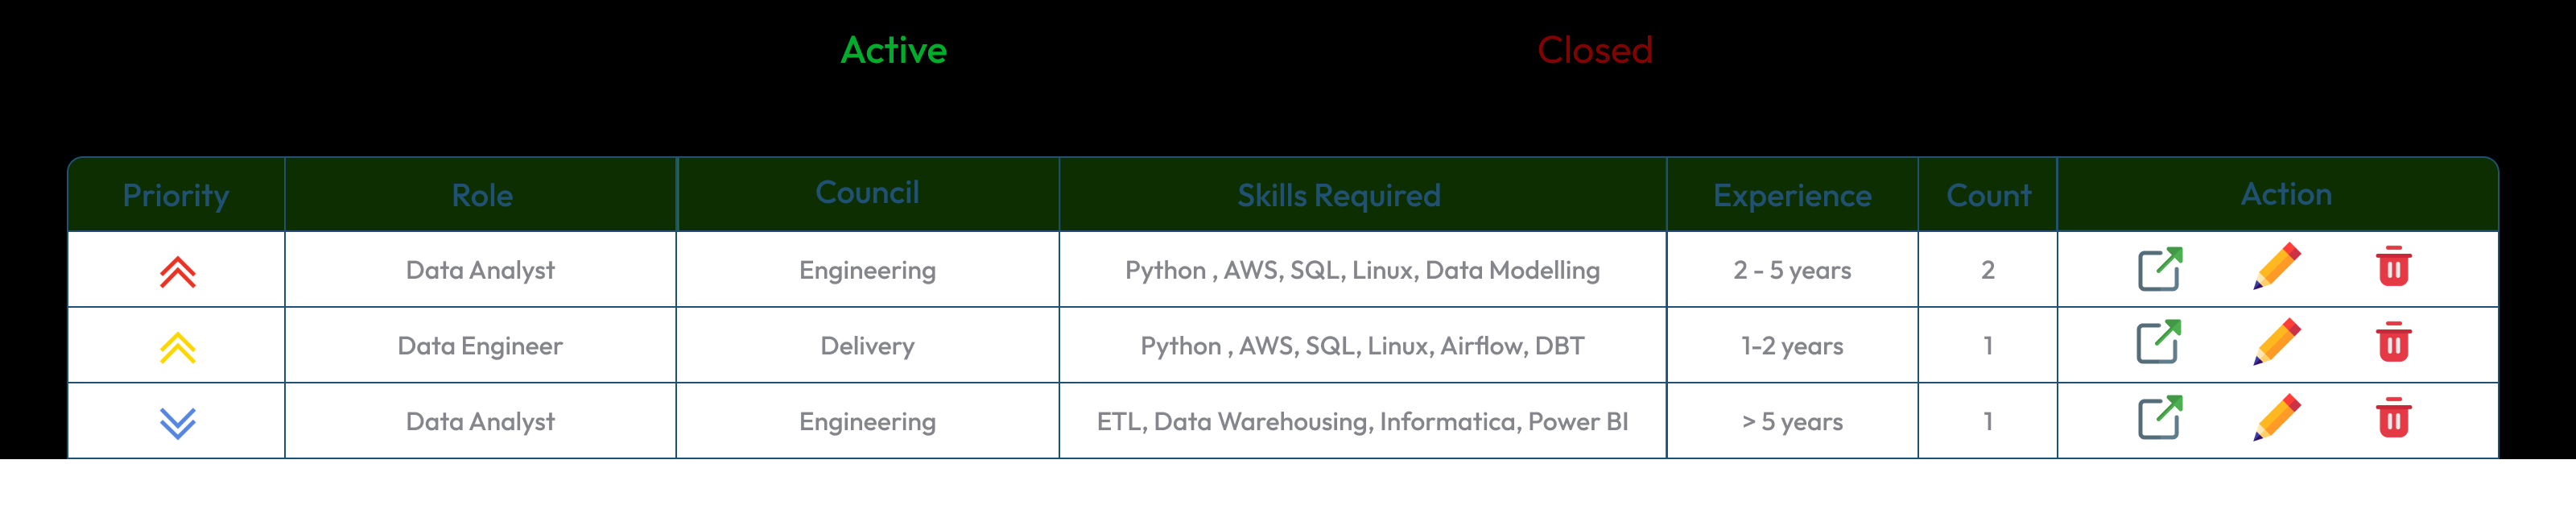 Active Closed
Priority Role Council Skills Required Experience Count Action
Data Analyst Engineering Python , AWS, SQL, Linux, Data Modelling 2 - 5 years 2
Data Engineer Delivery Python , AWS, SQL, Linux, Airflow, DBT 1-2 years 1
Data Analyst Engineering ETL, Data Warehousing, Informatica, Power BI > 5 years 1